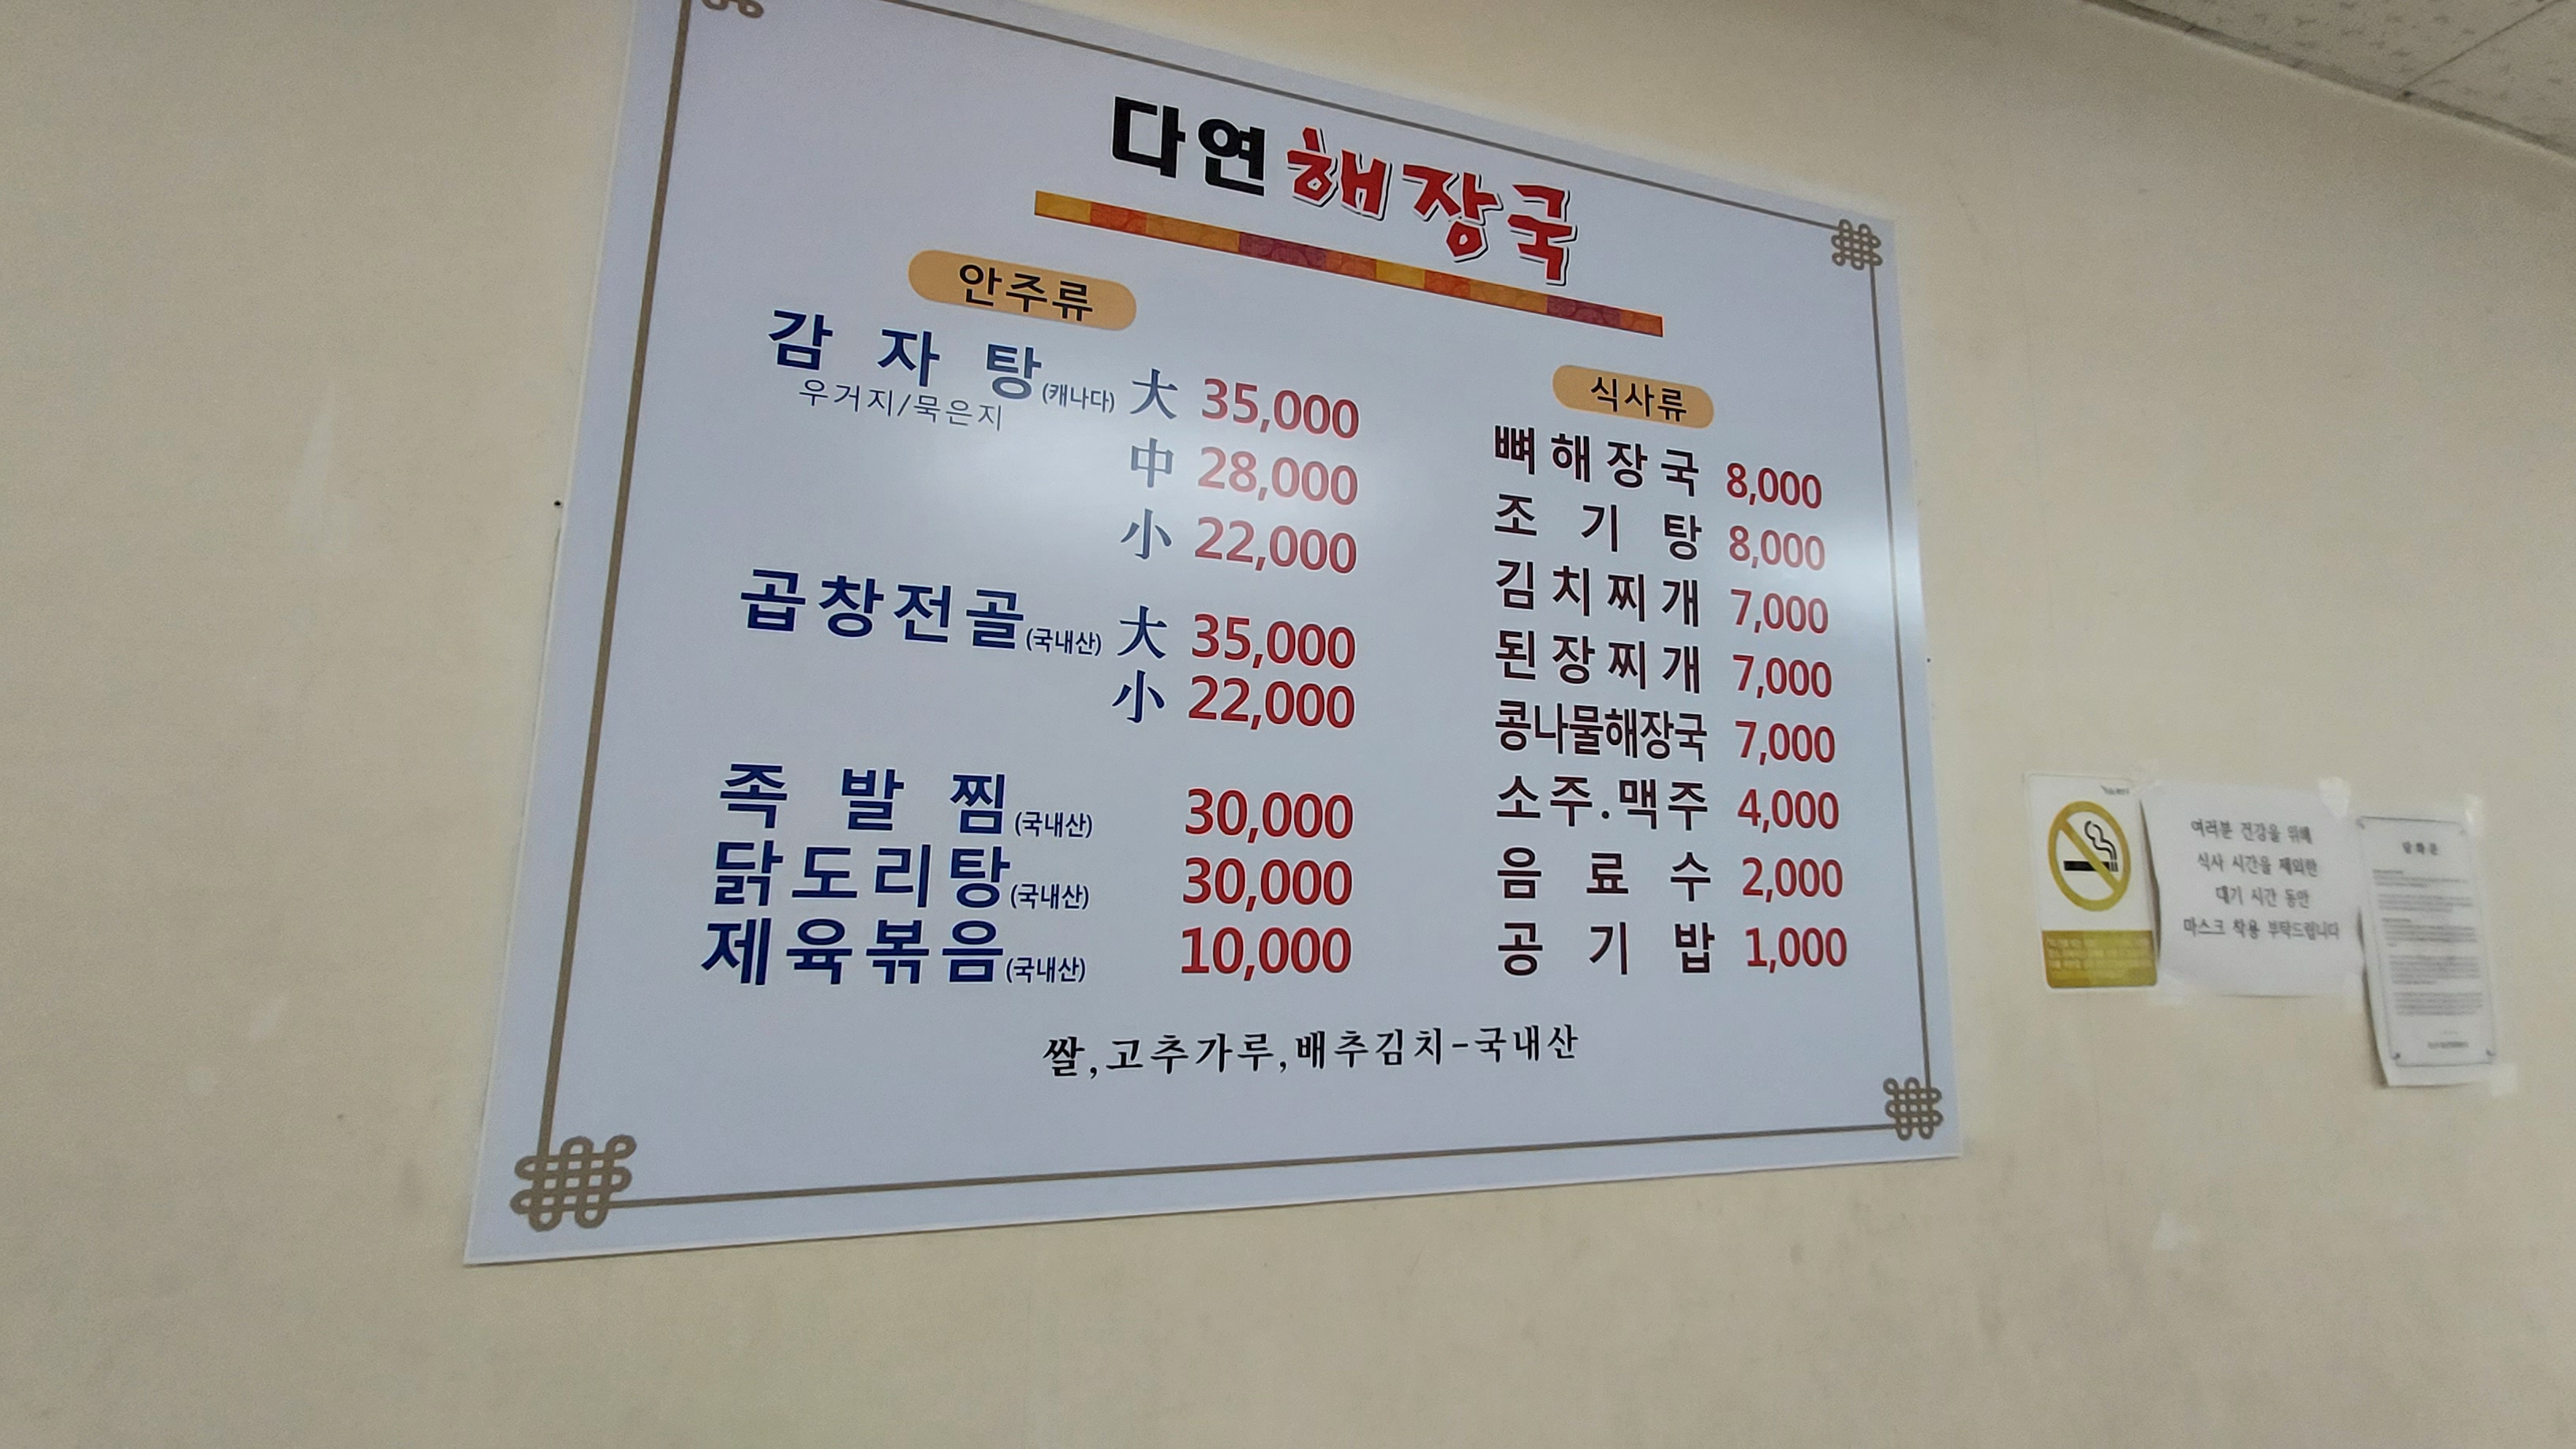 다연 해장국
안주류
감 자 탕 (캐나다) 大 35,000
우거지/묵은지
中 28,000
小 22,000
곱창전골 (국내산) 大 35,000
小 22,000
족 발 찜 (국내산) 30,000
닭도리탕 (국내산) 30,000
제육볶음 (국내산) 10,000
식사류
뼈해장국 8,000
조 기 탕 8,000
김치찌개 7,000
된장찌개 7,000
콩나물해장국 7,000
소주.맥주 4,000
음 료 수 2,000
공 기 밥 1,000
쌀,고추가루,배추김치-국내산
여러분 건강을 위해
식사 시간을 제외한
대기 시간 동안
마스크 착용 부탁드립니다